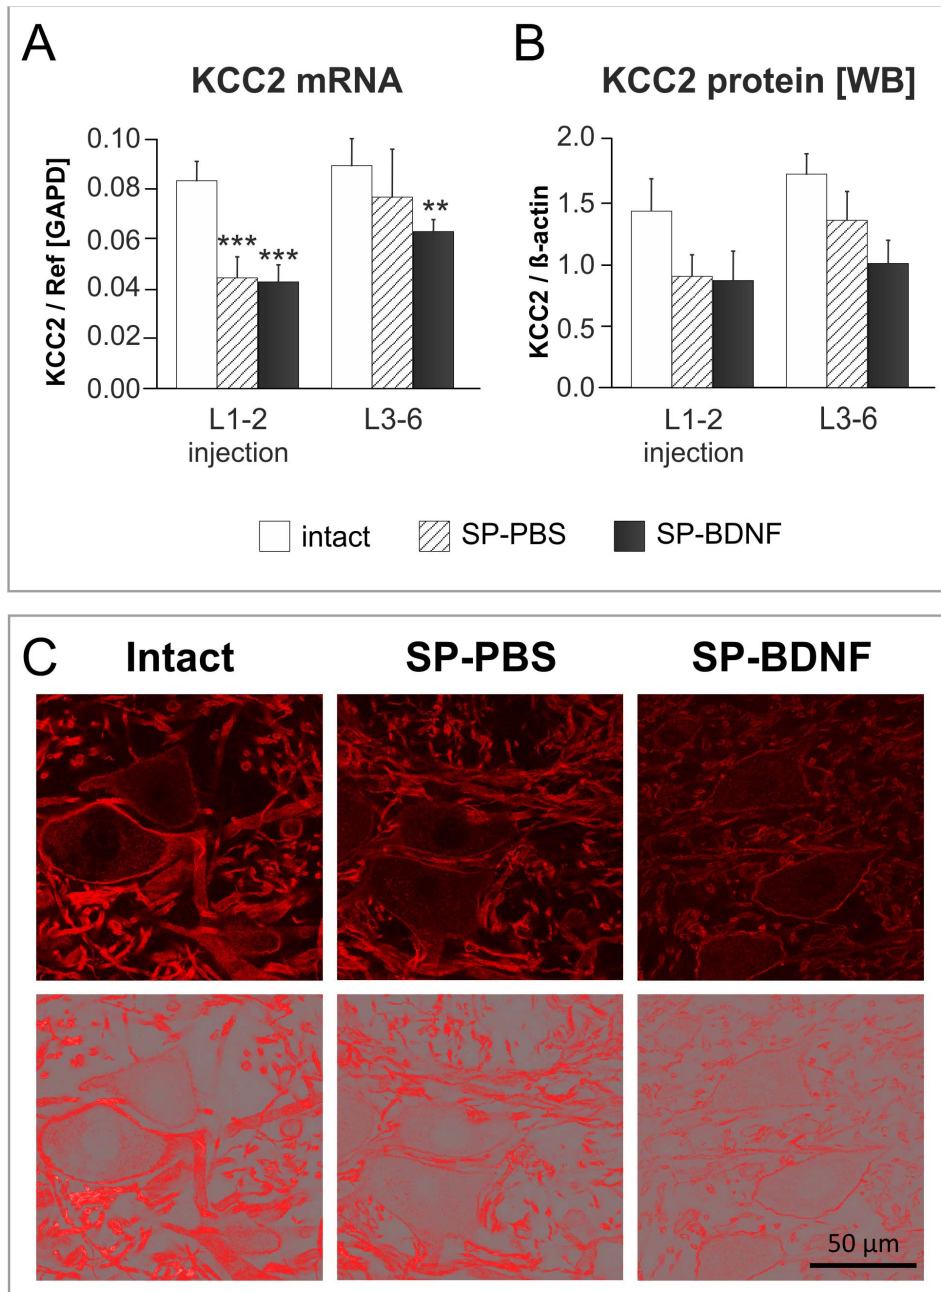 A
KCC2 mRNA
KCC2 / Ref [GAPD]
0.10
0.08
0.06
0.04
0.02
0.00
***
***
**
L1-2
injection
L3-6
B
KCC2 protein [WB]
KCC2 / ß-actin
2.0
1.5
1.0
0.5
0.0
L1-2
injection
L3-6
intact
SP-PBS
SP-BDNF
C
Intact
SP-PBS
SP-BDNF
50 µm